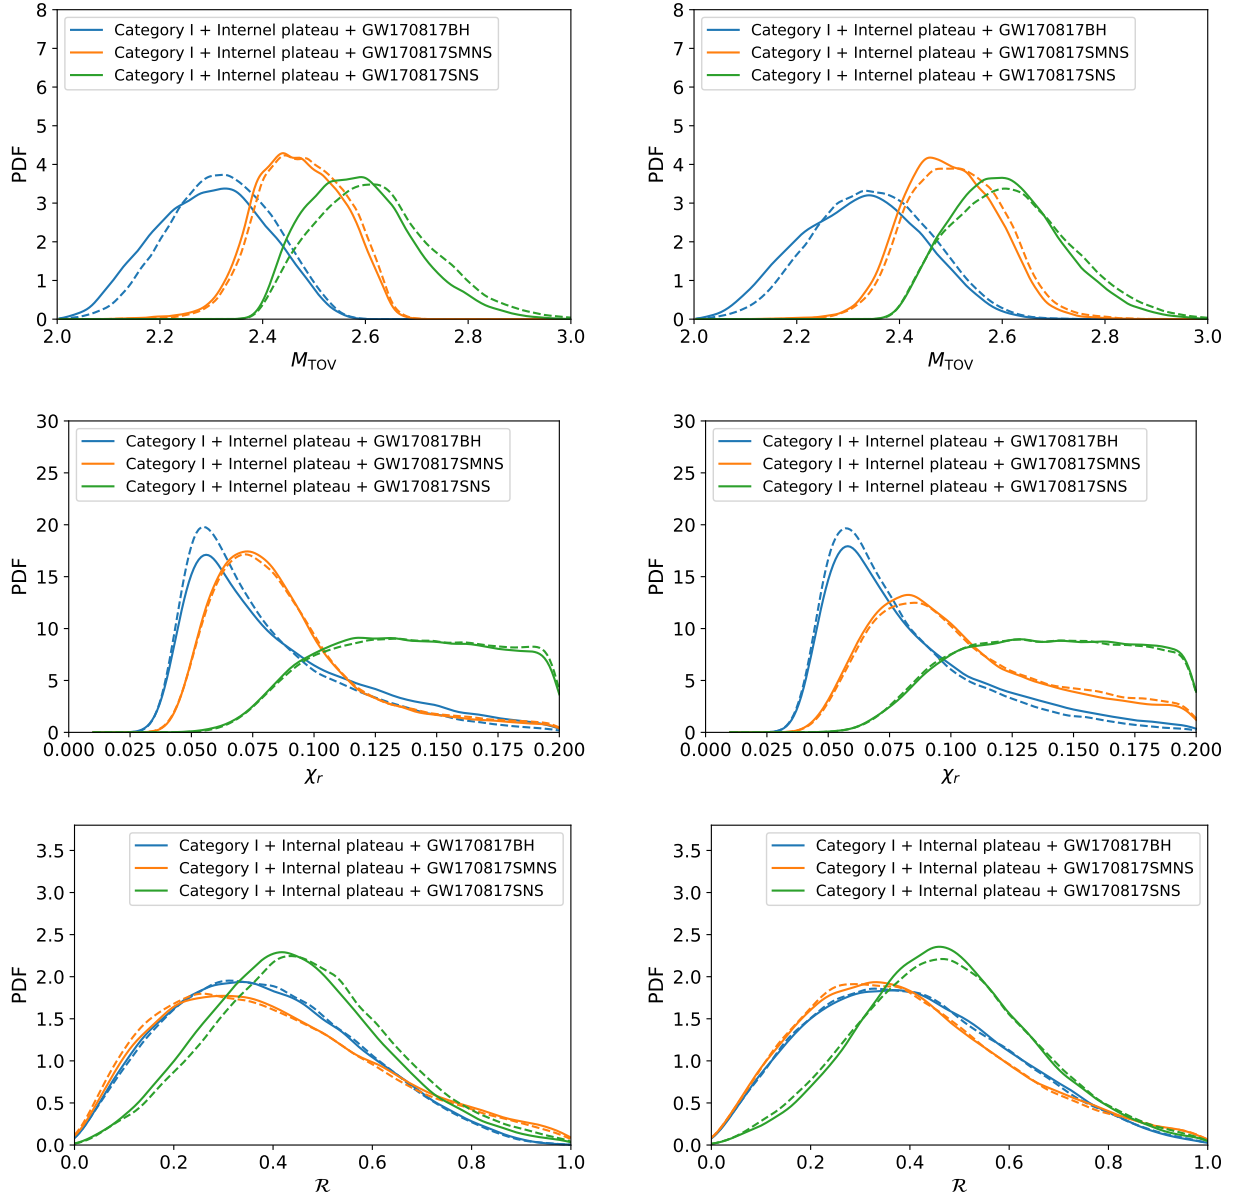 8
7
6
5
4
3
2
1
0
PDF
Category I + Internel plateau + GW170817BH
Category I + Internel plateau + GW170817SMNS
Category I + Internel plateau + GW170817SNS
2.0 2.2 2.4 2.6 2.8 3.0
M_TOV
8
7
6
5
4
3
2
1
0
PDF
Category I + Internel plateau + GW170817BH
Category I + Internel plateau + GW170817SMNS
Category I + Internel plateau + GW170817SNS
2.0 2.2 2.4 2.6 2.8 3.0
M_TOV
30
25
20
15
10
5
0
PDF
Category I + Internel plateau + GW170817BH
Category I + Internel plateau + GW170817SMNS
Category I + Internel plateau + GW170817SNS
0.000 0.025 0.050 0.075 0.100 0.125 0.150 0.175 0.200
χ_r
30
25
20
15
10
5
0
PDF
Category I + Internel plateau + GW170817BH
Category I + Internel plateau + GW170817SMNS
Category I + Internel plateau + GW170817SNS
0.000 0.025 0.050 0.075 0.100 0.125 0.150 0.175 0.200
χ_r
3.5
3.0
2.5
2.0
1.5
1.0
0.5
0.0
PDF
Category I + Internal plateau + GW170817BH
Category I + Internal plateau + GW170817SMNS
Category I + Internal plateau + GW170817SNS
0.0 0.2 0.4 0.6 0.8 1.0
ℛ
3.5
3.0
2.5
2.0
1.5
1.0
0.5
0.0
PDF
Category I + Internal plateau + GW170817BH
Category I + Internal plateau + GW170817SMNS
Category I + Internal plateau + GW170817SNS
0.0 0.2 0.4 0.6 0.8 1.0
ℛ